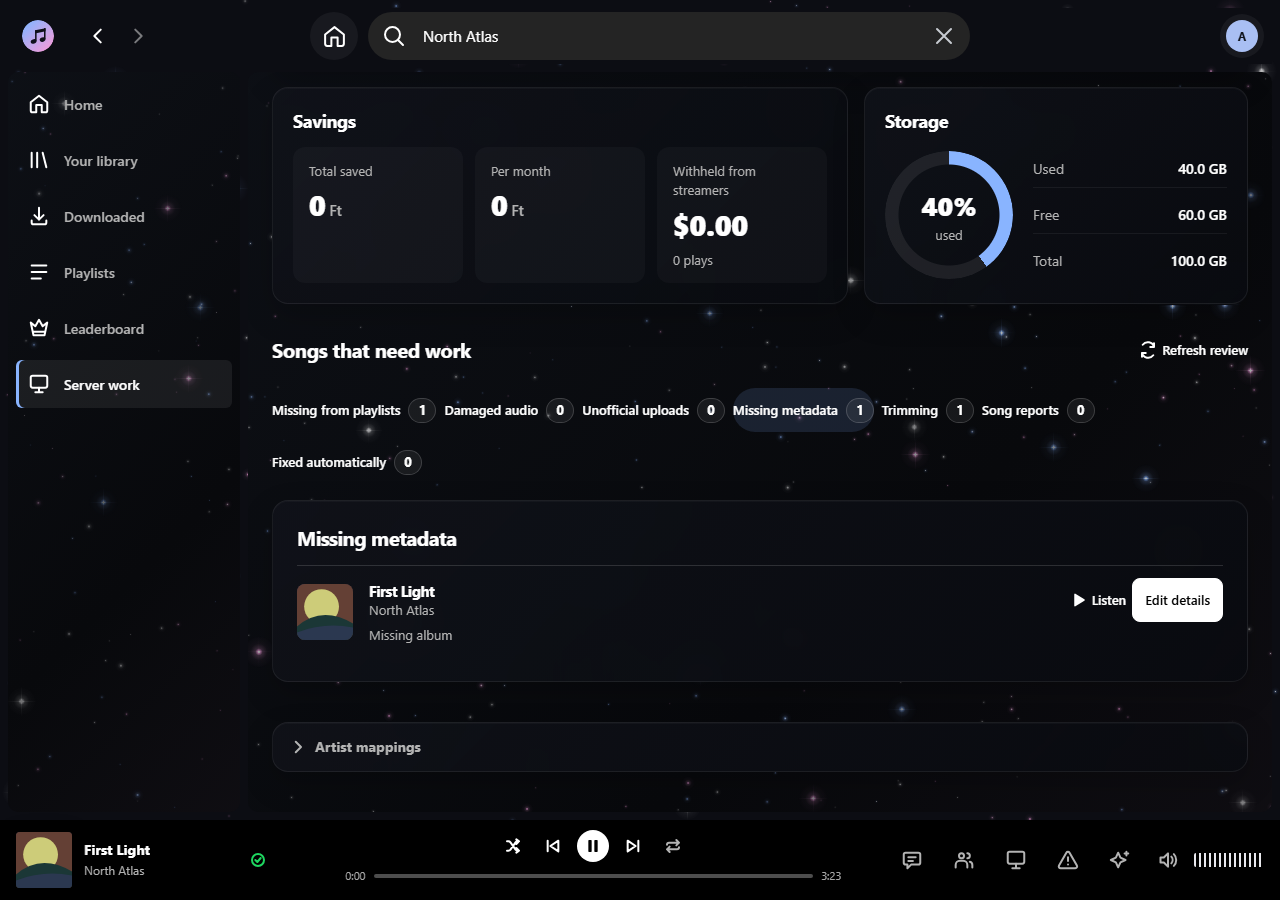 North Atlas
A
Home
Your library
Downloaded
Playlists
Leaderboard
Server work
Savings
Total saved
0 Ft
Per month
0 Ft
Withheld from
streamers
$0.00
0 plays
Storage
40%
used
Used 40.0 GB
Free 60.0 GB
Total 100.0 GB
Songs that need work
Refresh review
Missing from playlists 1 Damaged audio 0 Unofficial uploads 0 Missing metadata 1 Trimming 1 Song reports 0
Fixed automatically 0
Missing metadata
First Light
North Atlas
Missing album
Listen Edit details
Artist mappings
First Light
North Atlas
0:00 3:23